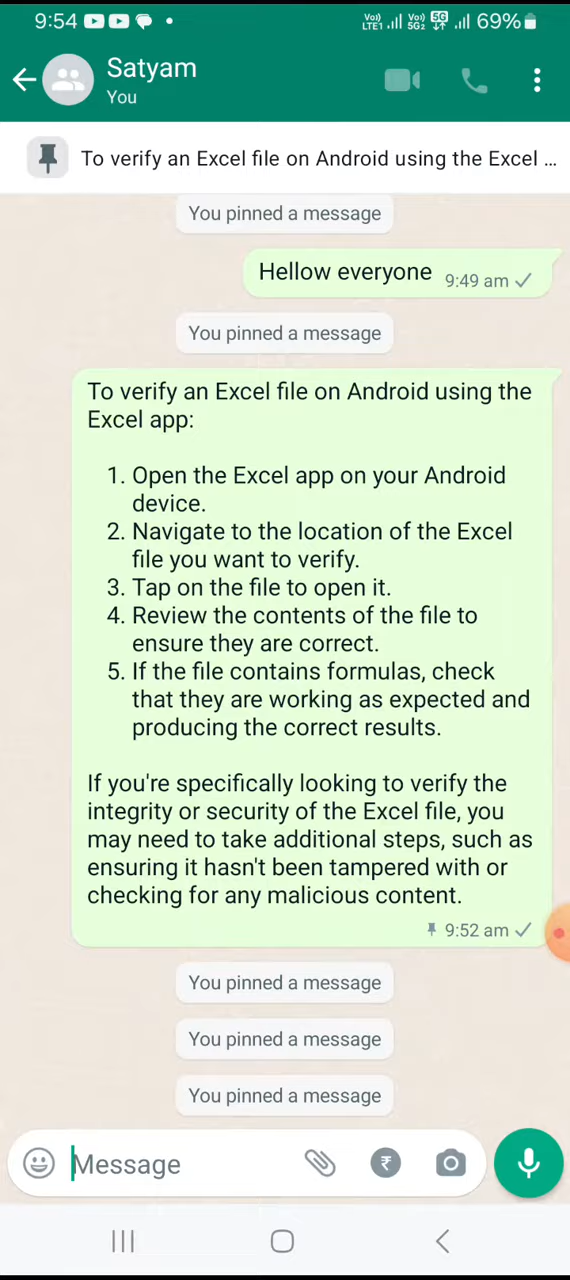 9:54 Vo) LTE1 Vo) 5G2 5G 69%
Satyam
You
To verify an Excel file on Android using the Excel ...
You pinned a message
Hellow everyone 9:49 am
You pinned a message
To verify an Excel file on Android using the
Excel app:
1. Open the Excel app on your Android
device.
2. Navigate to the location of the Excel
file you want to verify.
3. Tap on the file to open it.
4. Review the contents of the file to
ensure they are correct.
5. If the file contains formulas, check
that they are working as expected and
producing the correct results.
If you're specifically looking to verify the
integrity or security of the Excel file, you
may need to take additional steps, such as
ensuring it hasn't been tampered with or
checking for any malicious content.
9:52 am
You pinned a message
You pinned a message
You pinned a message
Message ₹